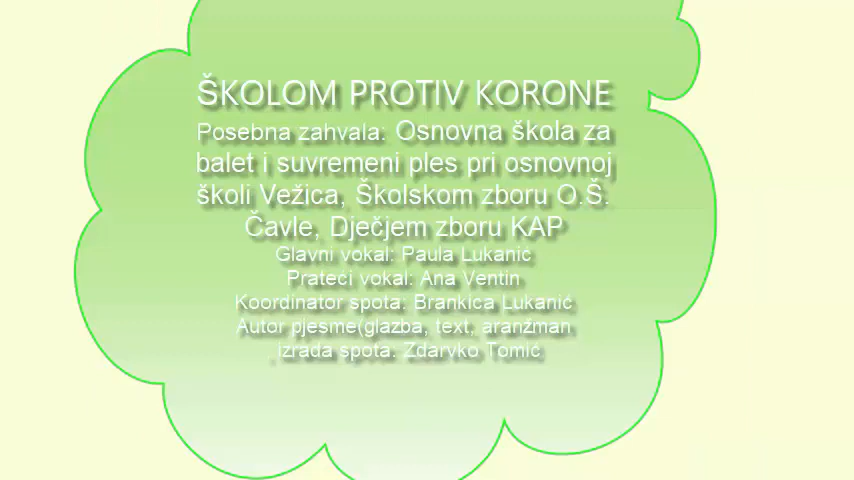 ŠKOLOM PROTIV KORONE
Posebna zahvala: Osnovna škola za
balet i suvremeni ples pri osnovnoj
školi Vežica, Školskom zboru O.Š.
Čavle, Dječjem zboru KAP
Glavni vokal: Paula Lukanić
Prateći vokal: Ana Ventin
Koordinator spota: Brankica Lukanić
Autor pjesme(glazba, text, aranžman
, izrada spota: Zdarvko Tomić